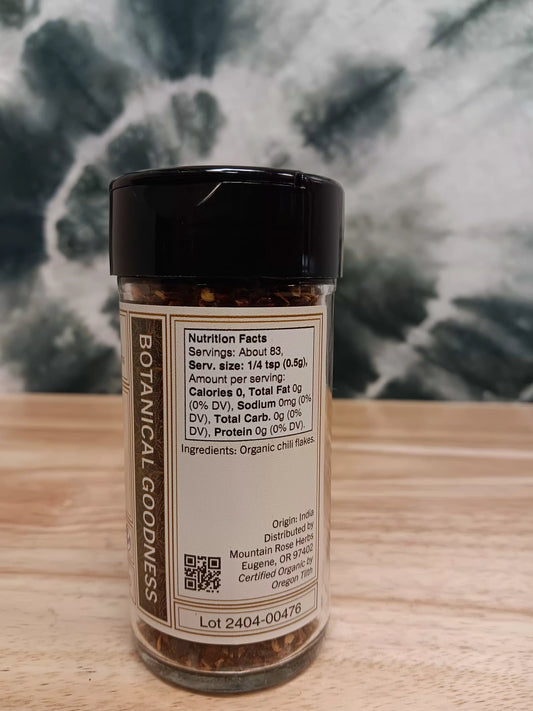 BOTANICAL GOODNESS
Nutrition Facts
Servings: About 83,
Serv. size: 1/4 tsp (0.5g),
Amount per serving:
Calories 0, Total Fat 0g
(0% DV), Sodium 0mg (0%
DV), Total Carb. 0g (0%
DV), Protein 0g (0% DV).
Ingredients: Organic chili flakes.
Origin: India
Distributed by
Mountain Rose Herbs
Eugene, OR 97402
Certified Organic by
Oregon Tilth
Lot 2404-00476